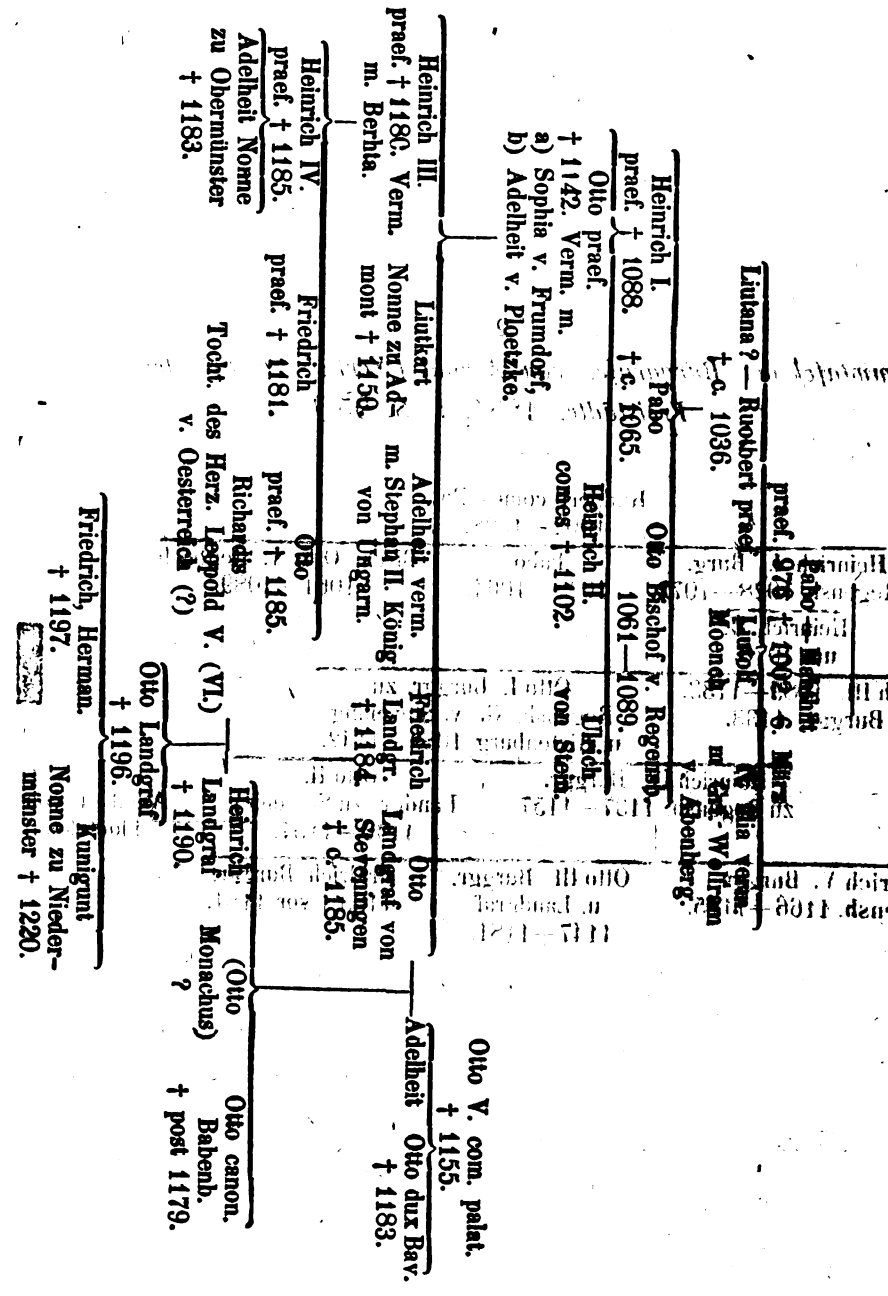 praef. 976 † 1002. 6. März
Liutana? — Ruotbert praef.
† c. 1036.
Liutolf
Moench
m
v. Abenberg.
Heinrich I.
praef. † 1088.
Pabo
† c. 1065.
Otto Bischof v. Regensb.
1061—1089.
Otto praef.
† 1142. Verm. m.
a) Sophia v. Frumdorf,
b) Adelheit v. Ploetzke.
Heinrich II.
comes † 1102.
Ulrich
von Stein
Otto V. com. palat.
† 1155.
Heinrich III.
praef. † 1180. Verm.
m. Berhta.
Liutkart
Nonne zu Ad-
mont † 1150.
Adelheit verm.
m. Stephan II. König
von Ungarn.
Friedrich
Landgr.
† 1184.
Otto
Landgraf von
Steveningen
† c. 1185.
Adelheit
Otto dux Bav.
† 1183.
Heinrich IV.
praef. † 1185.
Adelheit Nonne
zu Obermünster
† 1183.
Friedrich
praef. † 1181.
Otto
praef. † 1185.
Richardis
Tocht. des Herz. Leopold V. (VI.)
v. Oesterreich (?)
Heinrich
Landgraf
† 1190.
(Otto
Monachus)
?
Otto canon.
Babenb.
† post 1179.
Otto Landgraf
† 1196.
Friedrich, Herman.
† 1197.
Kunigunt
Nonne zu Nieder-
münster † 1220.